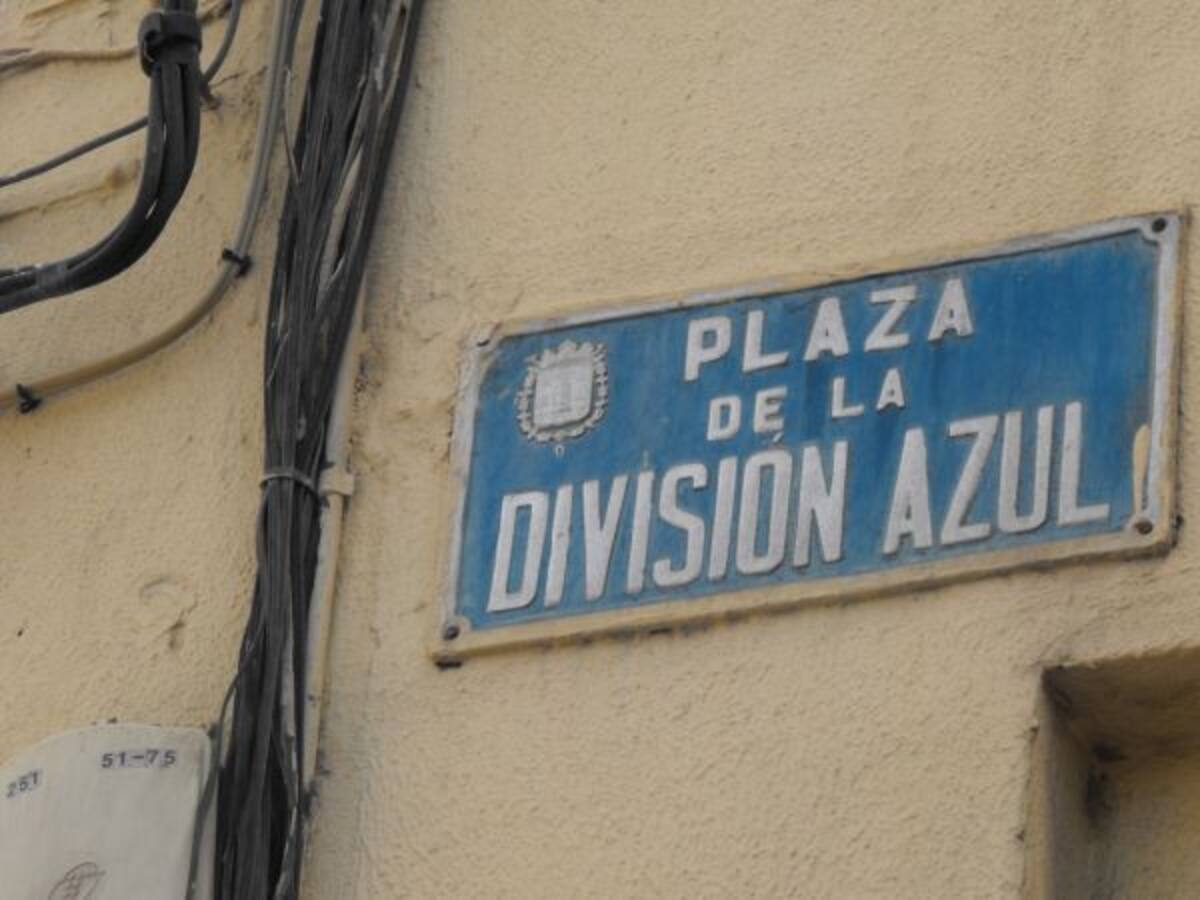 PLAZA
DE LA
DIVISIÓN AZUL
251
51-75